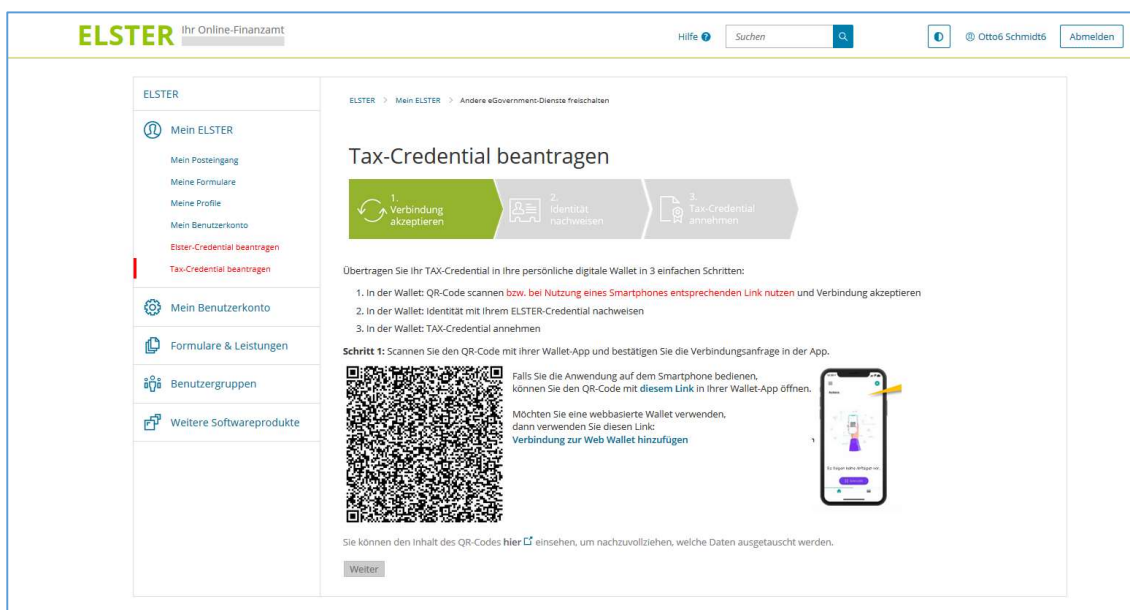 ELSTER Ihr Online-Finanzamt
Hilfe ?
Suchen
Otto6 Schmidt6
Abmelden
ELSTER
Mein ELSTER
Mein Posteingang
Meine Formulare
Meine Profile
Mein Benutzerkonto
Elster-Credential beantragen
Tax-Credential beantragen
Mein Benutzerkonto
Formulare & Leistungen
Benutzergruppen
Weitere Softwareprodukte
ELSTER > Mein ELSTER > Andere eGovernment-Dienste freischalten
Tax-Credential beantragen
1.
Verbindung
akzeptieren
2.
Identität
nachweisen
3.
Tax-Credential
annehmen
Übertragen Sie Ihr TAX-Credential in Ihre persönliche digitale Wallet in 3 einfachen Schritten:
1. In der Wallet: QR-Code scannen bzw. bei Nutzung eines Smartphones entsprechenden Link nutzen und Verbindung akzeptieren
2. In der Wallet: Identität mit Ihrem ELSTER-Credential nachweisen
3. In der Wallet: TAX-Credential annehmen
Schritt 1: Scannen Sie den QR-Code mit ihrer Wallet-App und bestätigen Sie die Verbindungsanfrage in der App.
Falls Sie die Anwendung auf dem Smartphone bedienen,
können Sie den QR-Code mit diesem Link in Ihrer Wallet-App öffnen.
Möchten Sie eine webbasierte Wallet verwenden,
dann verwenden Sie diesen Link:
Verbindung zur Web Wallet hinzufügen
Sie können den Inhalt des QR-Codes hier einsehen, um nachzuvollziehen, welche Daten ausgetauscht werden.
Weiter